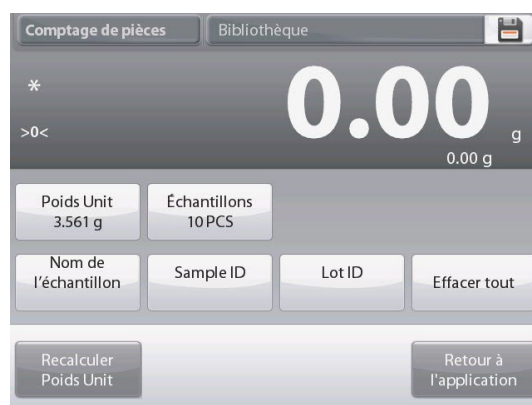 Comptage de pièces Bibliothèque
*
0.00 g
>0<
0.00 g
Poids Unit
3.561 g
Échantillons
10 PCS
Nom de
l'échantillon
Sample ID
Lot ID
Effacer tout
Recalculer
Poids Unit
Retour à
l'application